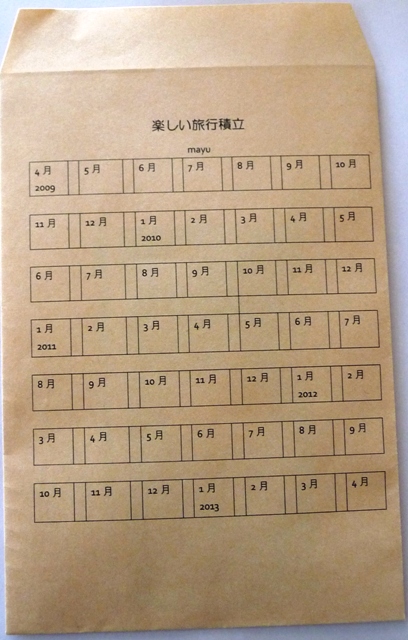 楽しい旅行積立
mayu
4月 5月 6月 7月 8月 9月 10月
2009
11月 12月 1月 2月 3月 4月 5月
2010
6月 7月 8月 9月 10月 11月 12月
1月 2月 3月 4月 5月 6月 7月
2011
8月 9月 10月 11月 12月 1月 2月
2012
3月 4月 5月 6月 7月 8月 9月
10月 11月 12月 1月 2月 3月 4月
2013